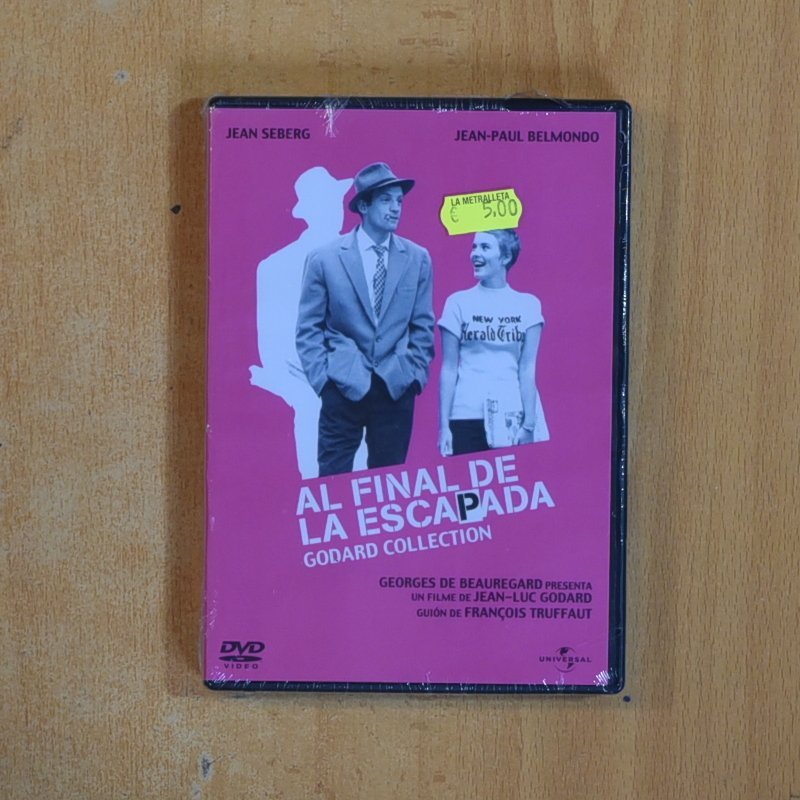 JEAN SEBERG
JEAN-PAUL BELMONDO
LA METRALLETA
€ 5,00
NEW YORK
Herald Tribu
AL FINAL DE
LA ESCAPADA
GODARD COLLECTION
GEORGES DE BEAUREGARD PRESENTA
UN FILME DE JEAN-LUC GODARD
GUIÓN DE FRANÇOIS TRUFFAUT
DVD
VIDEO
UNIVERSAL